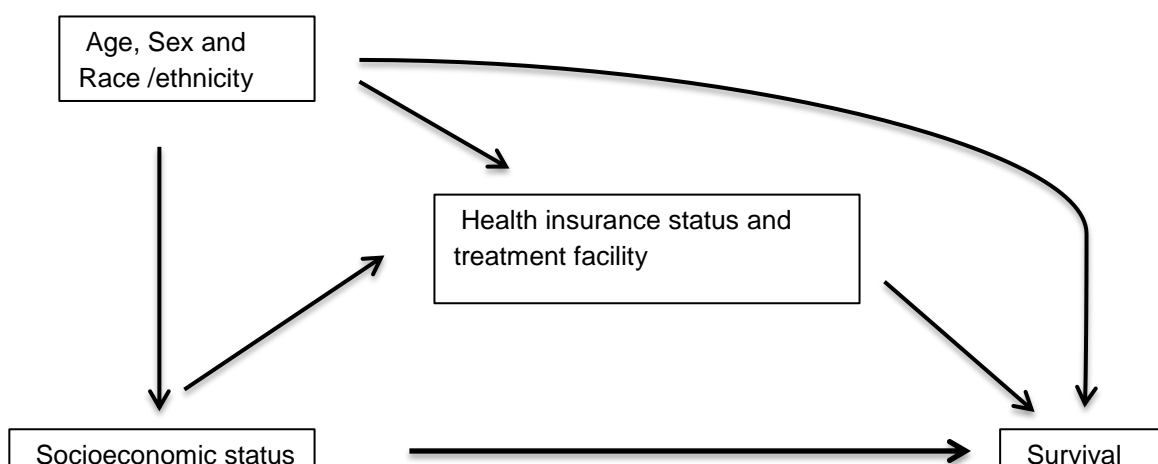 Age, Sex and
Race /ethnicity
Health insurance status and
treatment facility
Socioeconomic status
Survival